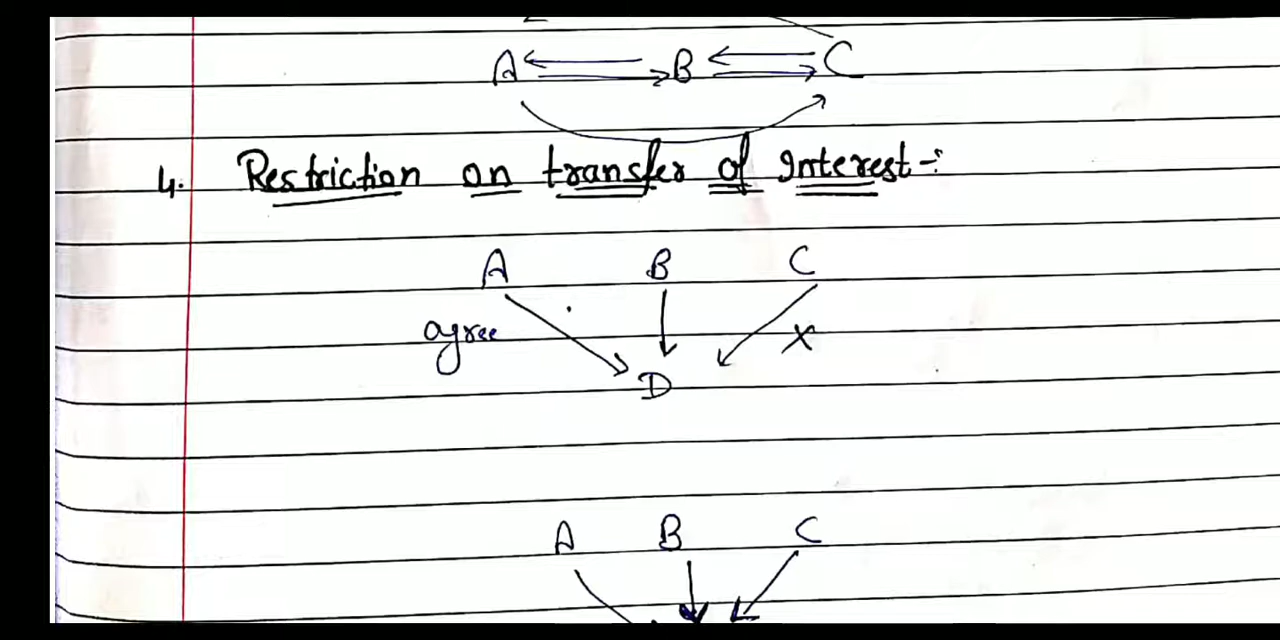 A B C
4. Restriction on transfer of Interest -:
A B C
agree X
D
A B C